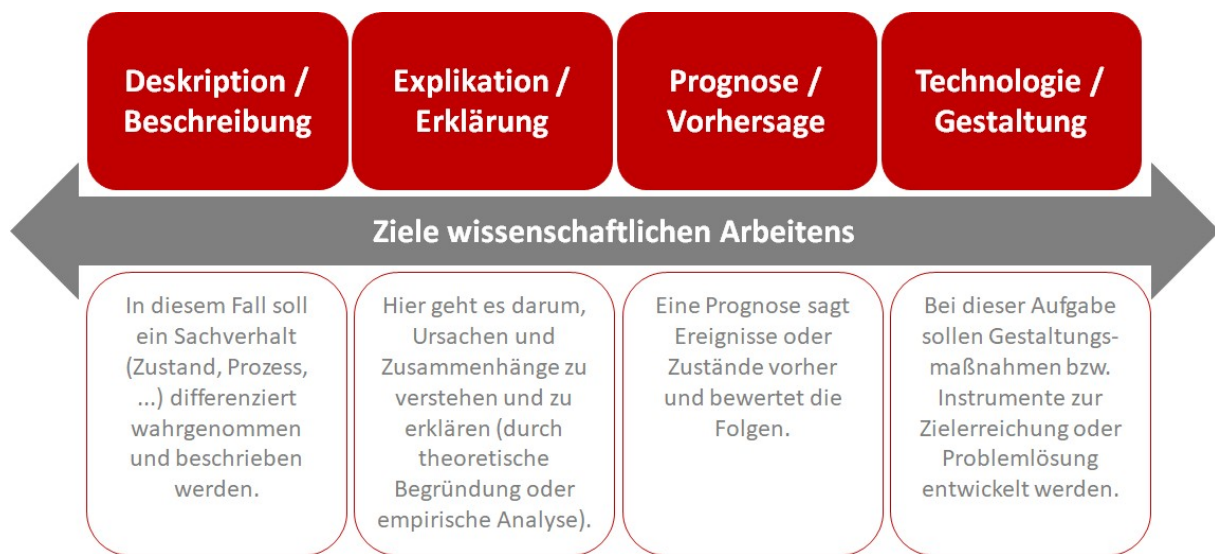 Deskription /
Beschreibung
Explikation /
Erklärung
Prognose /
Vorhersage
Technologie /
Gestaltung
Ziele wissenschaftlichen Arbeitens
In diesem Fall soll
ein Sachverhalt
(Zustand, Prozess,
...) differenziert
wahrgenommen
und beschrieben
werden.
Hier geht es darum,
Ursachen und
Zusammenhänge zu
verstehen und zu
erklären (durch
theoretische
Begründung oder
empirische Analyse).
Eine Prognose sagt
Ereignisse oder
Zustände vorher
und bewertet die
Folgen.
Bei dieser Aufgabe
sollen Gestaltungs-
maßnahmen bzw.
Instrumente zur
Zielerreichung oder
Problemlösung
entwickelt werden.